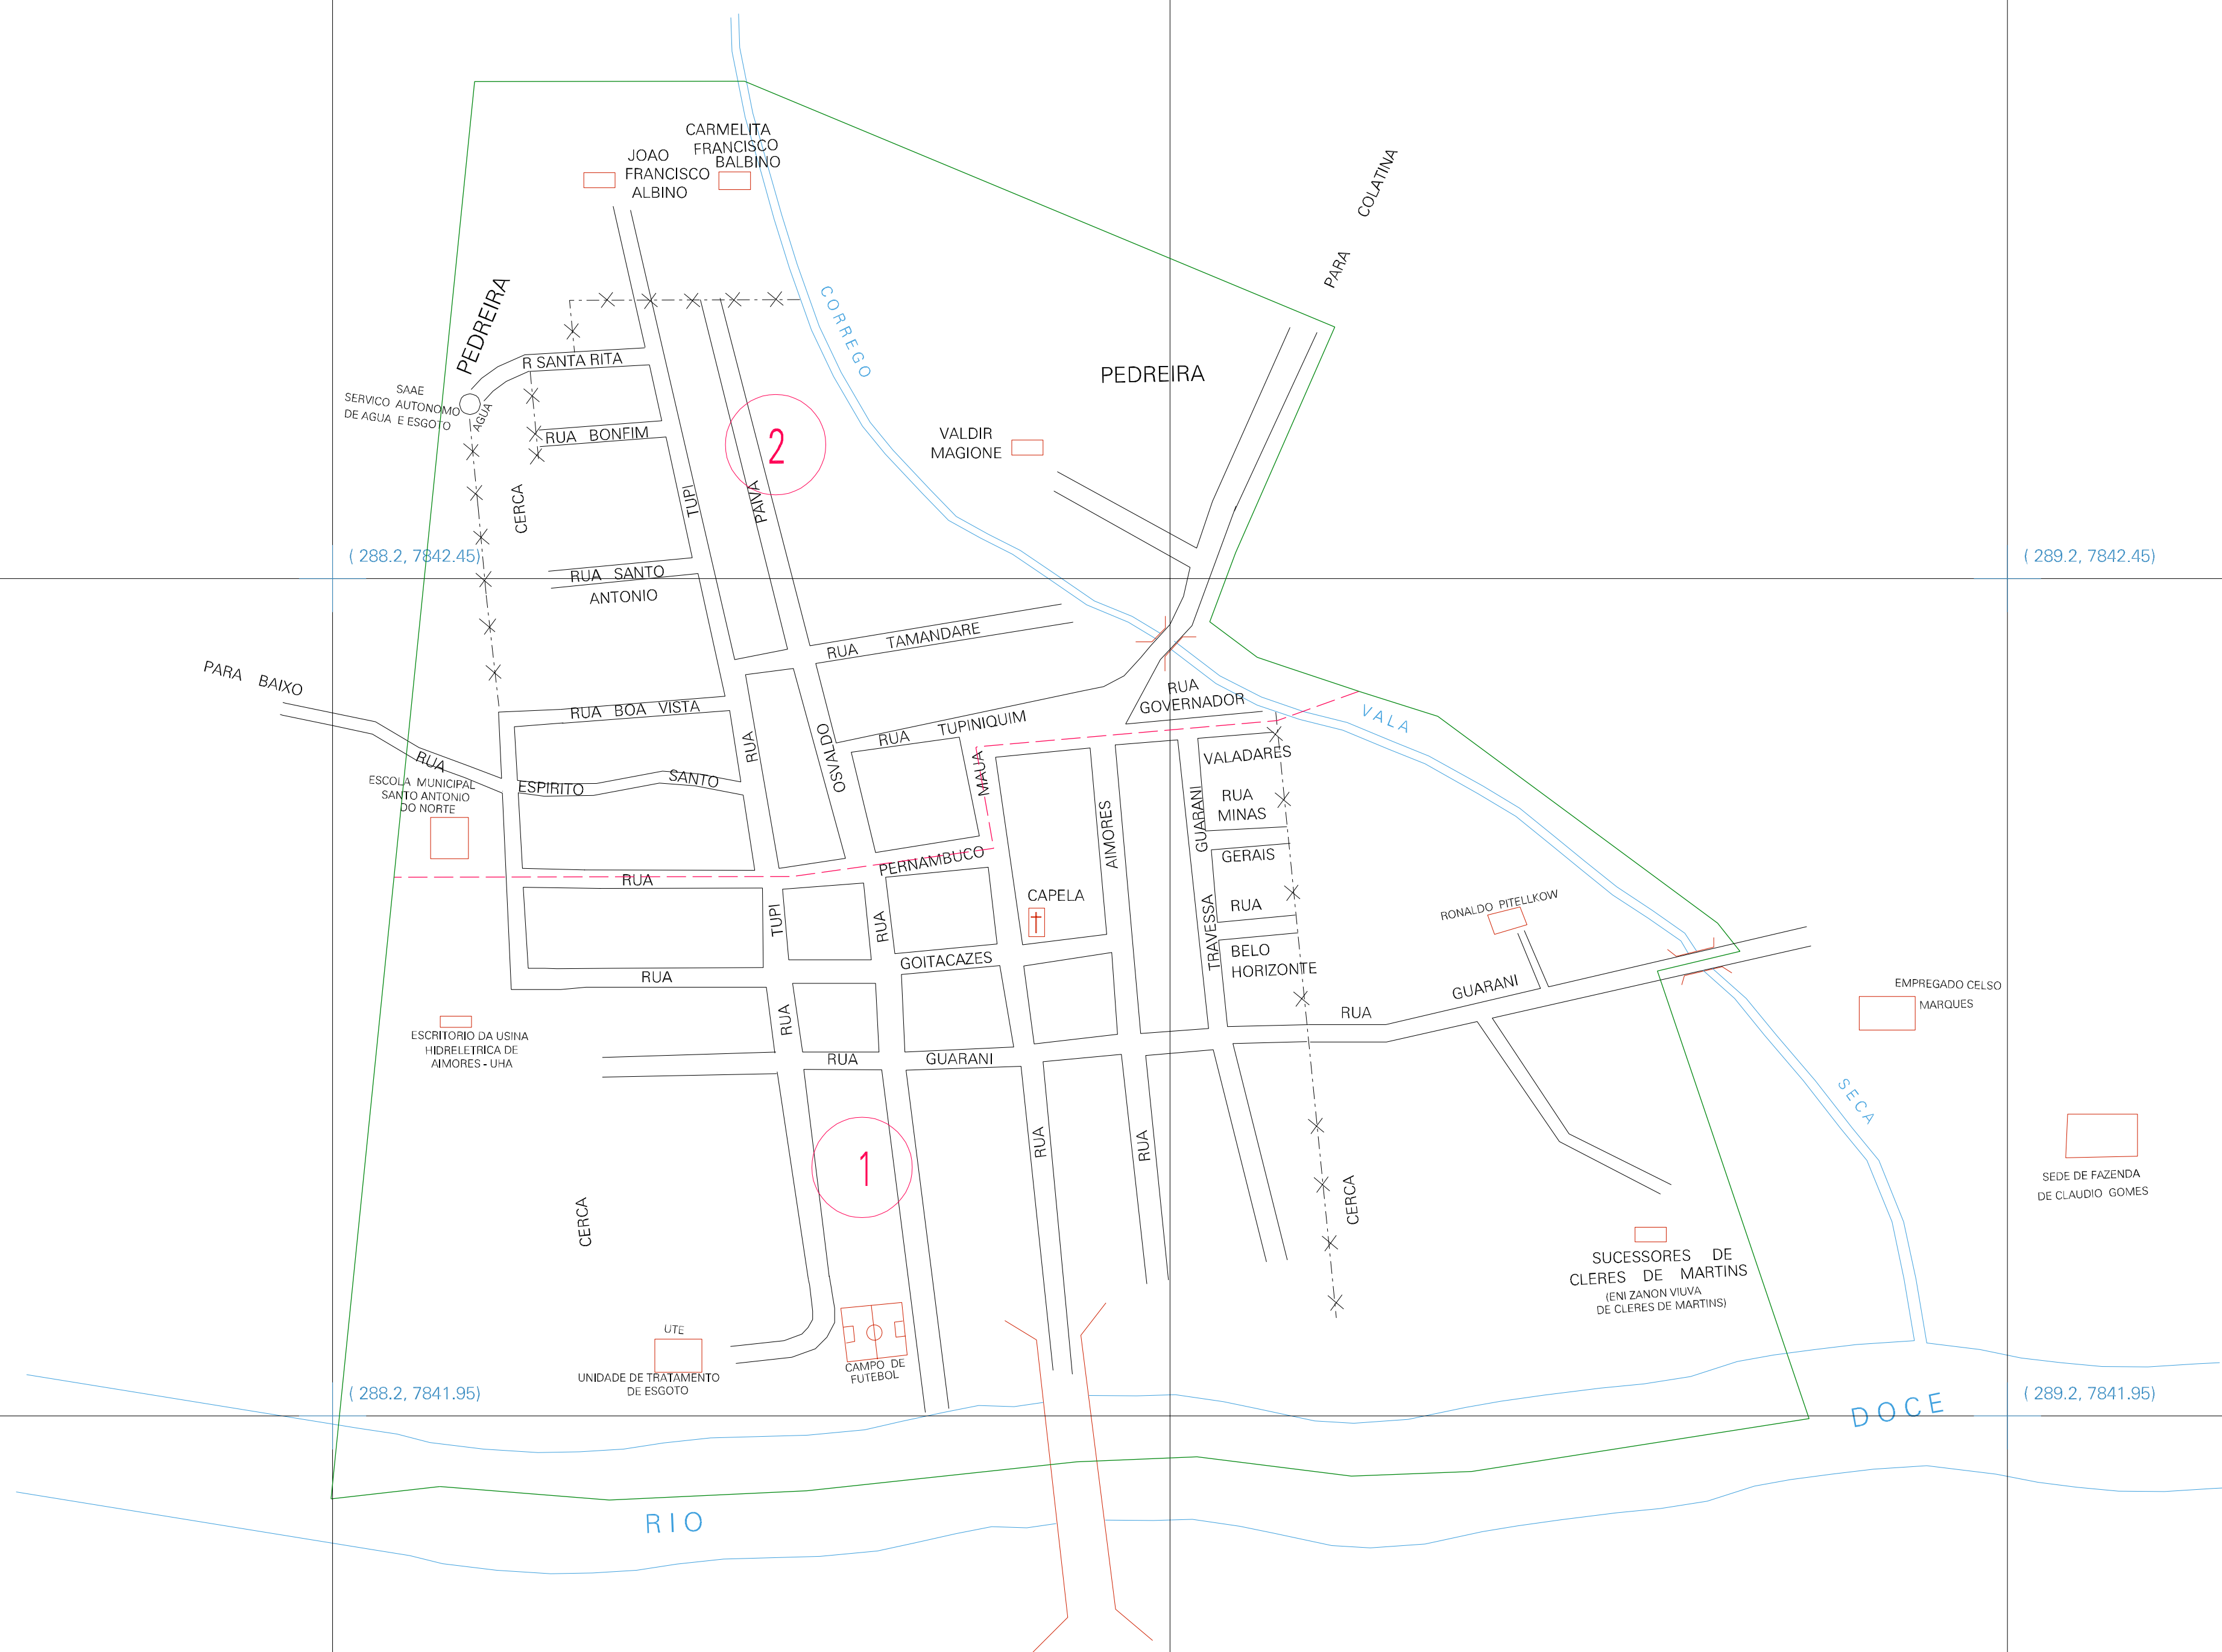 CARMELITA
FRANCISCO
BALBINO
JOAO
FRANCISCO
ALBINO
PARA COLATINA
CORREGO
PEDREIRA
R SANTA RITA
PEDREIRA
SAAE
SERVICO AUTONOMO
DE AGUA E ESGOTO
AGUA
2
VALDIR
MAGIONE
RUA BONFIM
CERCA
TUPI
PAIVA
( 288.2, 7842.45)
( 289.2, 7842.45)
RUA SANTO
ANTONIO
RUA TAMANDARE
PARA BAIXO
RUA
GOVERNADOR
RUA BOA VISTA
RUA TUPINIQUIM
VALA
RUA
OSVALDO
MAUA
VALADARES
RUA
ESPIRITO SANTO
ESCOLA MUNICIPAL
SANTO ANTONIO
DO NORTE
RUA
MINAS
GUARANI
AIMORES
GERAIS
PERNAMBUCO
RUA
CAPELA
RUA
RONALDO PITELLKOW
TUPI
RUA
TRAVESSA
BELO
HORIZONTE
GOITACAZES
RUA
GUARANI
EMPREGADO CELSO
MARQUES
RUA
RUA
ESCRITORIO DA USINA
HIDRELETRICA DE
AIMORES - UHA
RUA GUARANI
SECA
RUA
RUA
1
SEDE DE FAZENDA
DE CLAUDIO GOMES
CERCA
CERCA
SUCESSORES DE
CLERES DE MARTINS
(ENI ZANON VIUVA
DE CLERES DE MARTINS)
UTE
UNIDADE DE TRATAMENTO
DE ESGOTO
CAMPO DE
FUTEBOL
( 288.2, 7841.95)
( 289.2, 7841.95)
RIO DOCE